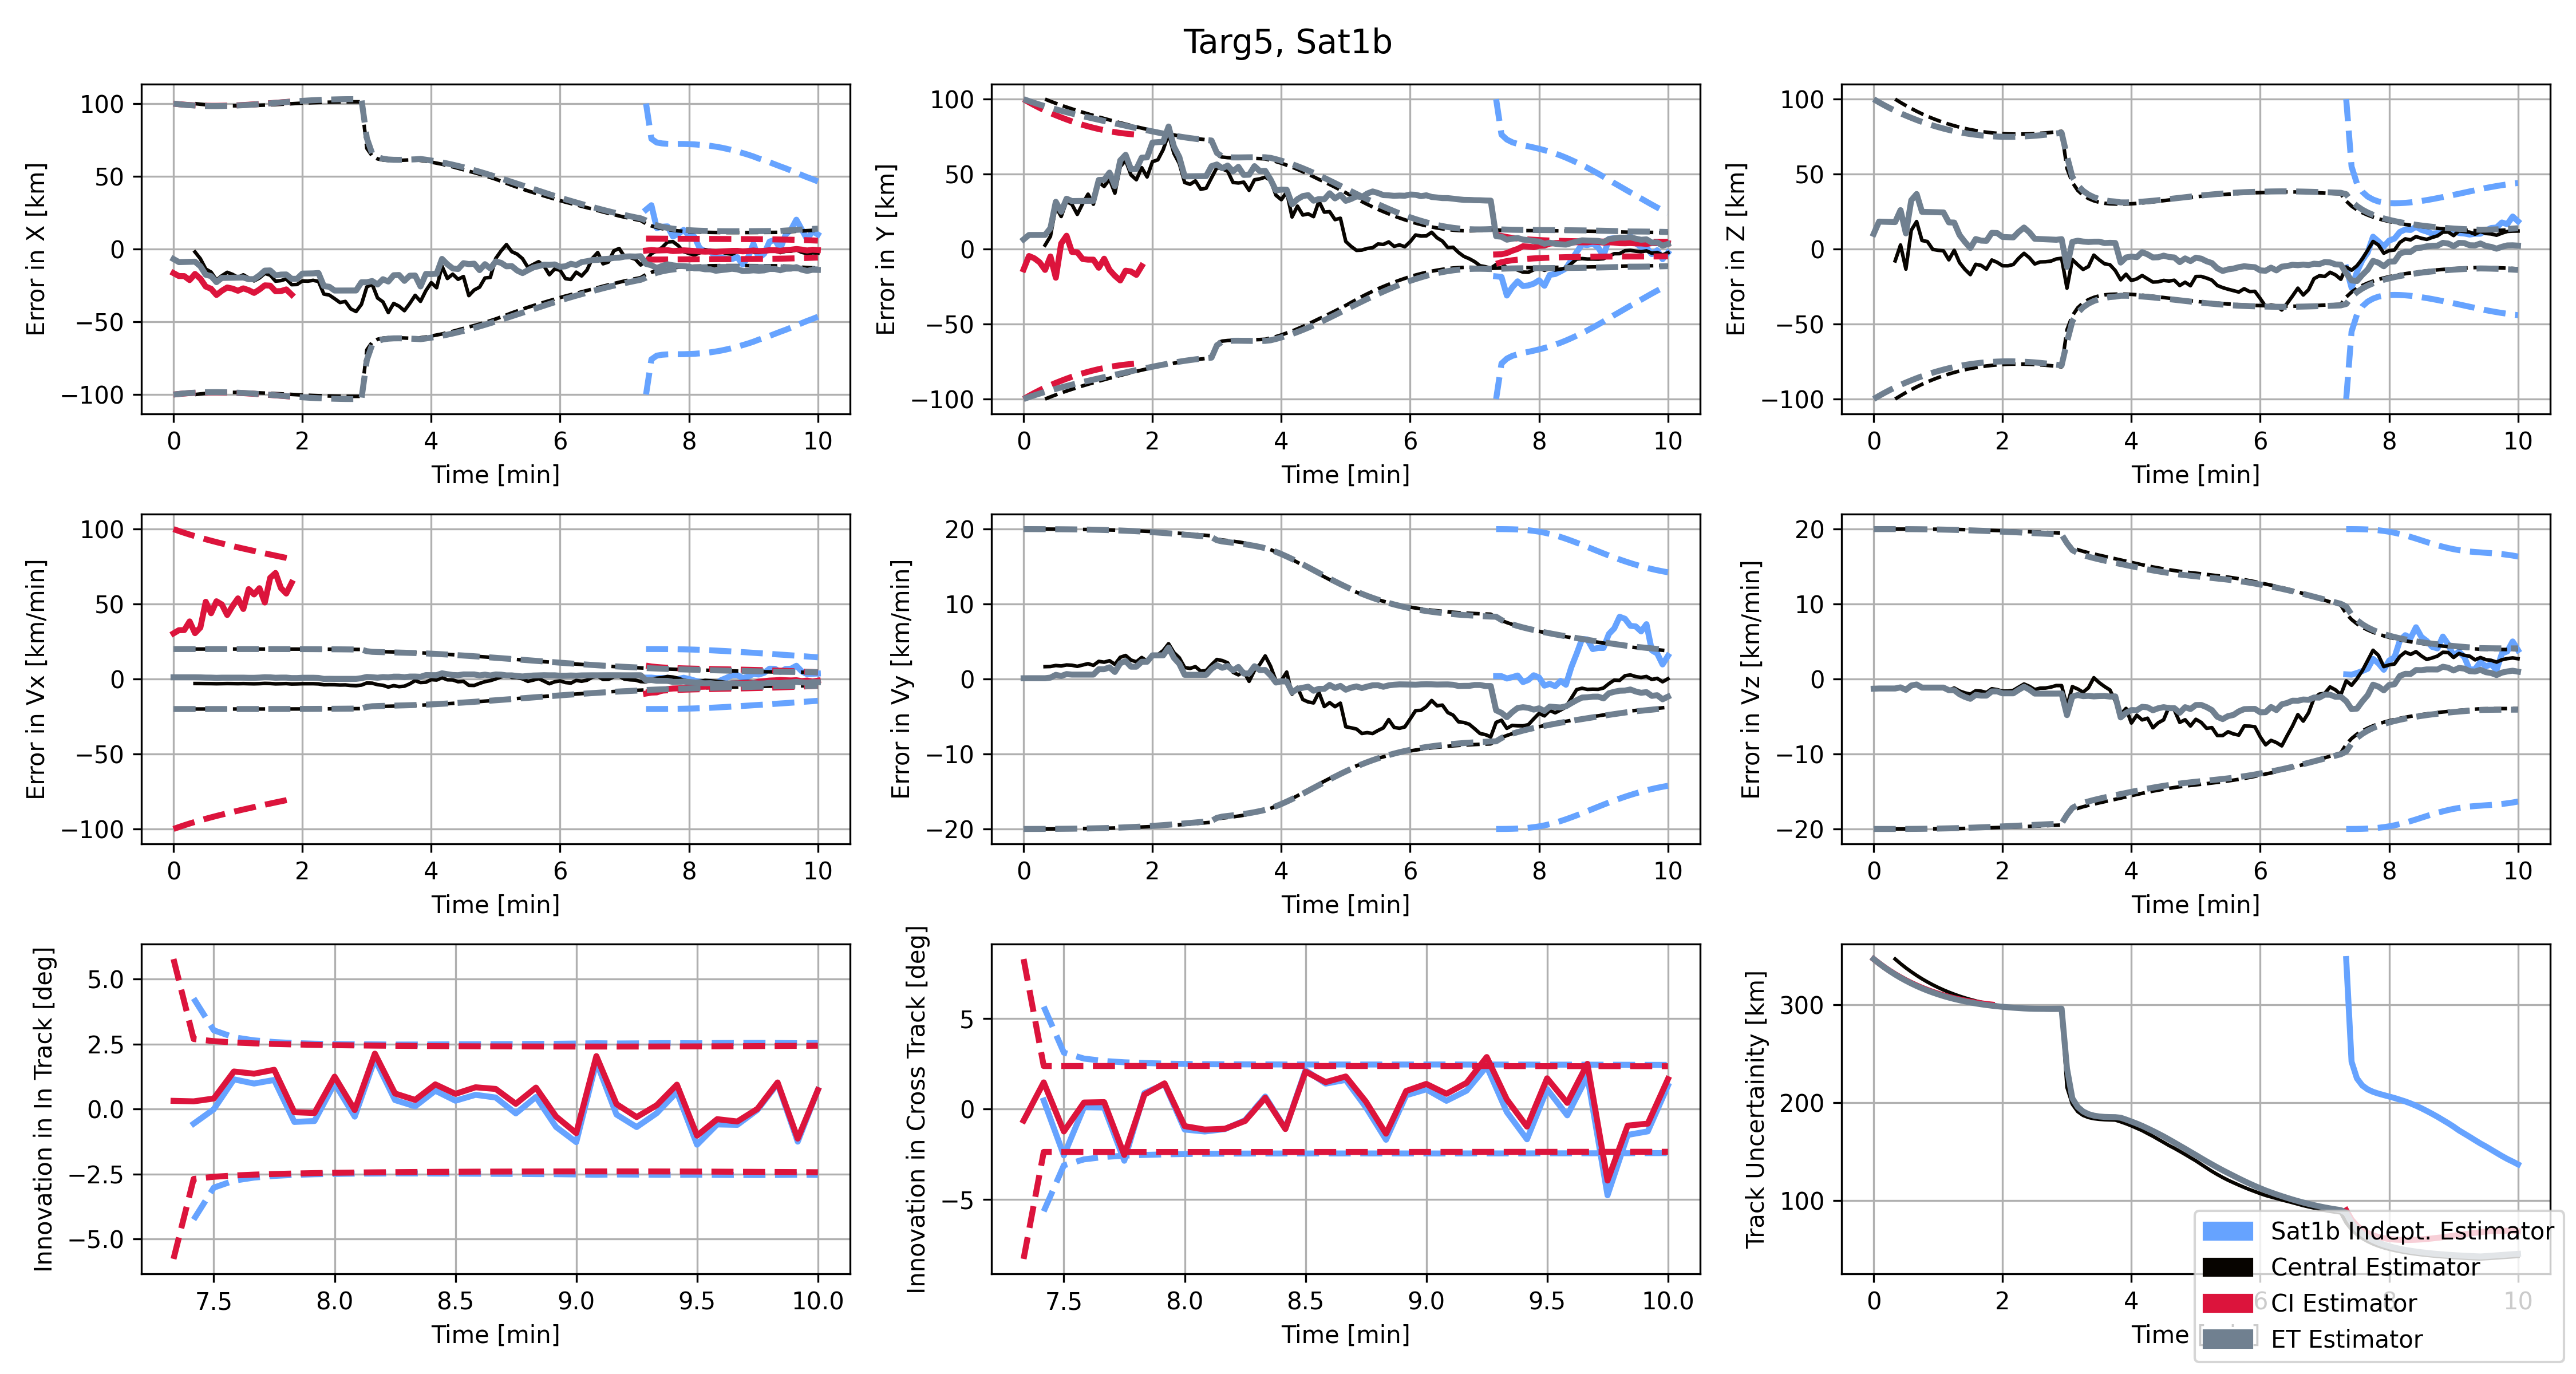 Targ5, Sat1b
Error in X [km]
100
50
0
−50
−100
0 2 4 6 8 10
Time [min]
Error in Y [km]
100
50
0
−50
−100
0 2 4 6 8 10
Time [min]
Error in Z [km]
100
50
0
−50
−100
0 2 4 6 8 10
Time [min]
Error in Vx [km/min]
100
50
0
−50
−100
0 2 4 6 8 10
Time [min]
Error in Vy [km/min]
20
10
0
−10
−20
0 2 4 6 8 10
Time [min]
Error in Vz [km/min]
20
10
0
−10
−20
0 2 4 6 8 10
Time [min]
Innovation in In Track [deg]
5.0
2.5
0.0
−2.5
−5.0
7.5 8.0 8.5 9.0 9.5 10.0
Time [min]
Innovation in Cross Track [deg]
5
0
−5
7.5 8.0 8.5 9.0 9.5 10.0
Time [min]
Track Uncertainity [km]
300
200
100
0 2 4 6 8 10
Time [min]
Sat1b Indept. Estimator
Central Estimator
CI Estimator
ET Estimator